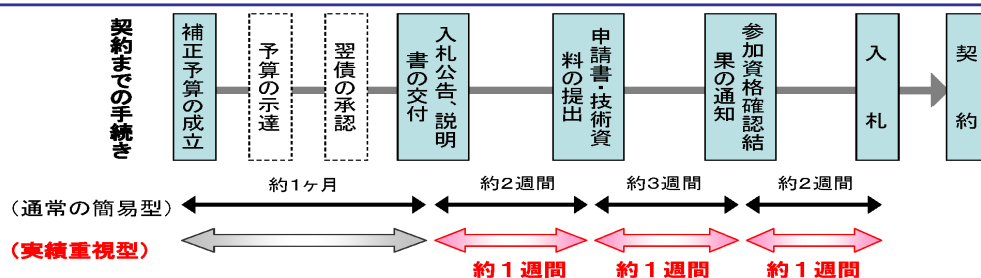 契約までの手続き
補正予算の成立
予算の示達
翌債の承認
入札公告、説明
書の交付
申請書・技術資
料の提出
参加資格確認結
果の通知
入札
契約
約1ヶ月
約2週間
約3週間
約2週間
(通常の簡易型)
(実績重視型)
約1週間
約1週間
約1週間